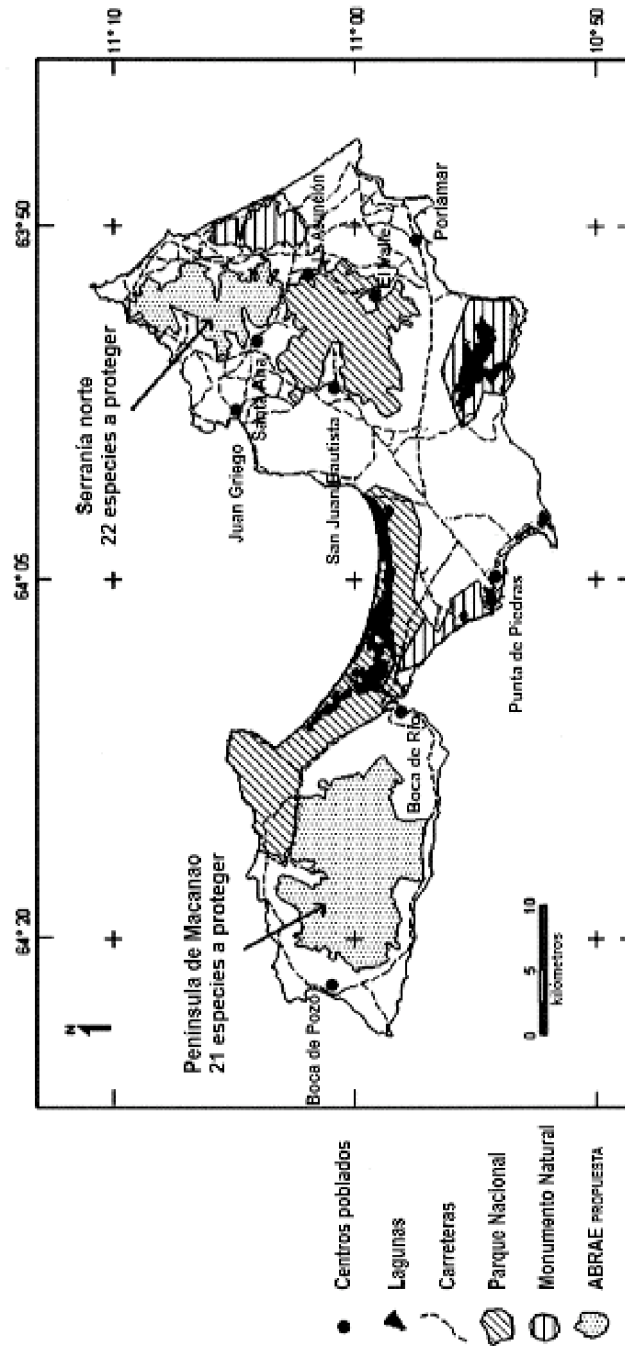 64° 20
64° 05
63° 50
11° 10
11° 00
10° 50
N
Península de Macanao
21 especies a proteger
Serranía norte
22 especies a proteger
Boca de Pozo
Boca de Río
Punta de Piedras
Juan Griego
Santa Ana
San Juan Bautista
El Valle
Porlamar
0 5 10
kilómetros
Centros poblados
Lagunas
Carreteras
Parque Nacional
Monumento Natural
ABRAE PROPUESTA